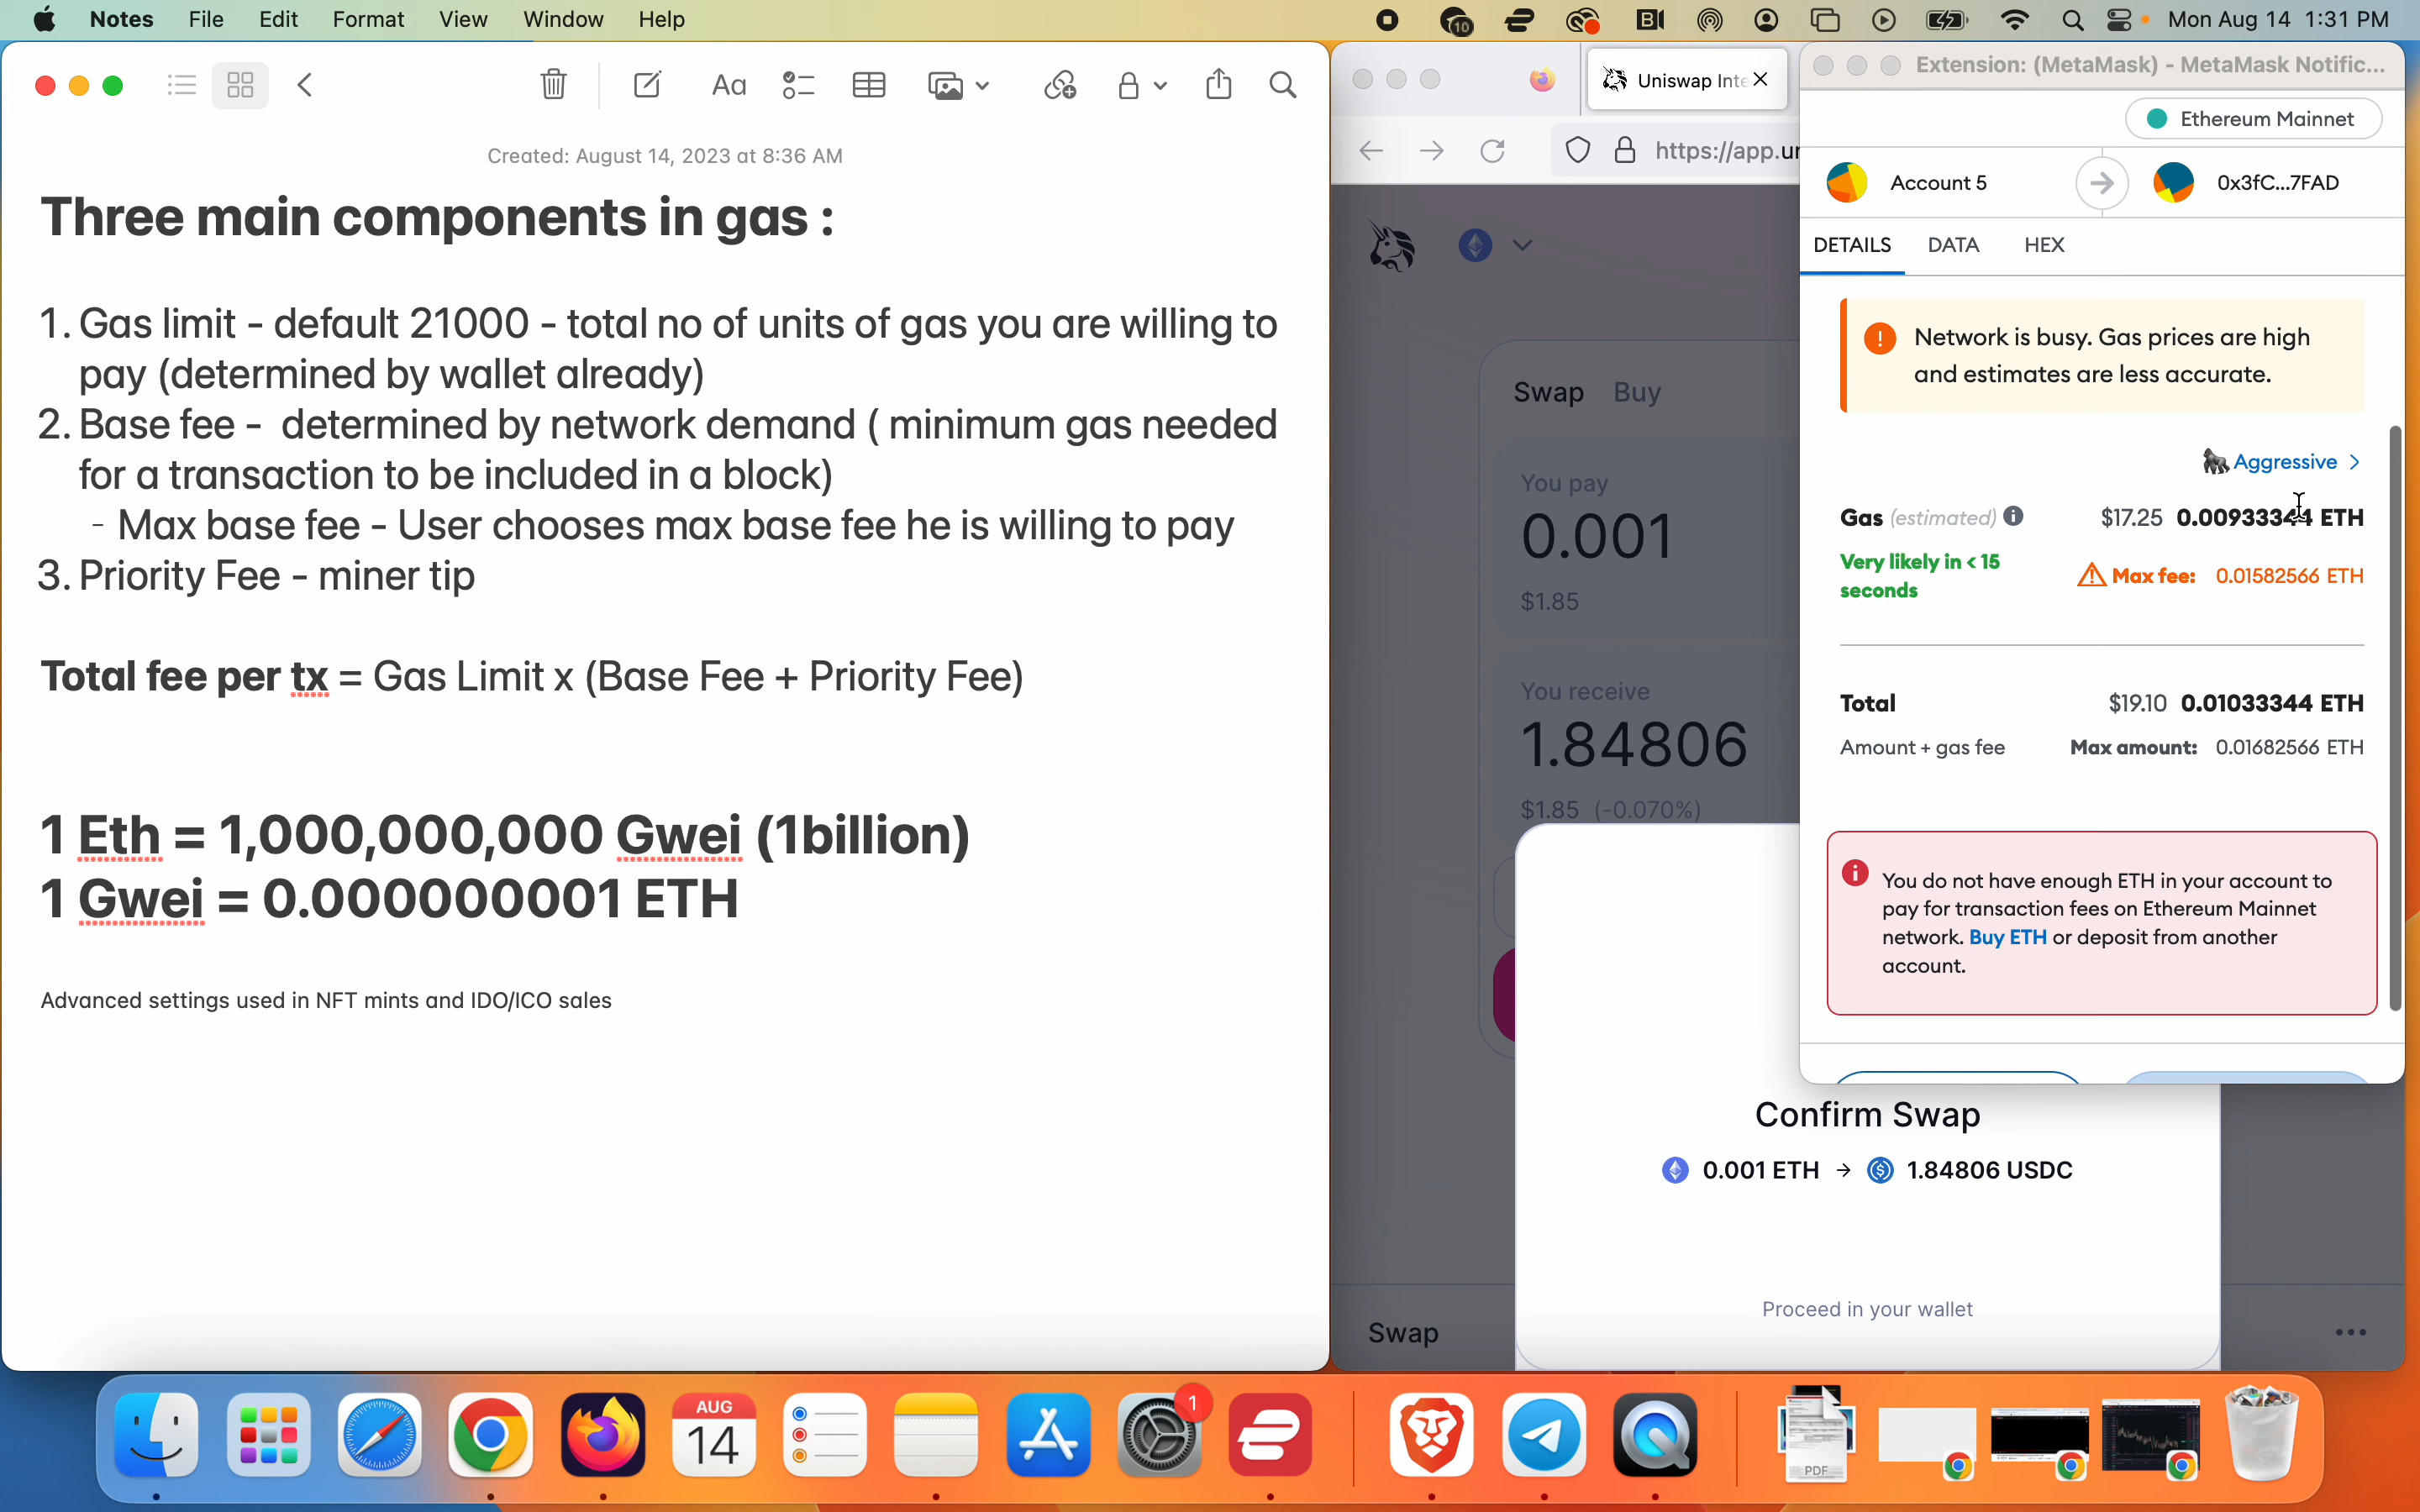 Notes File Edit Format View Window Help
10
Mon Aug 14 1:31 PM
Aa
Created: August 14, 2023 at 8:36 AM
Three main components in gas :
1. Gas limit - default 21000 - total no of units of gas you are willing to
pay (determined by wallet already)
2. Base fee - determined by network demand ( minimum gas needed
for a transaction to be included in a block)
- Max base fee - User chooses max base fee he is willing to pay
3. Priority Fee - miner tip
Total fee per tx = Gas Limit x (Base Fee + Priority Fee)
1 Eth = 1,000,000,000 Gwei (1billion)
1 Gwei = 0.000000001 ETH
Advanced settings used in NFT mints and IDO/ICO sales
Uniswap Inte
https://app.ur
Swap Buy
You pay
0.001
$1.85
You receive
1.84806
$1.85 (-0.070%)
Extension: (MetaMask) - MetaMask Notific...
Ethereum Mainnet
Account 5
0x3fC...7FAD
DETAILS DATA HEX
Network is busy. Gas prices are high
and estimates are less accurate.
Aggressive >
Gas (estimated) $17.25 0.00933344 ETH
Very likely in < 15
seconds
Max fee: 0.01582566 ETH
Total $19.10 0.01033344 ETH
Amount + gas fee Max amount: 0.01682566 ETH
You do not have enough ETH in your account to
pay for transaction fees on Ethereum Mainnet
network. Buy ETH or deposit from another
account.
Confirm Swap
0.001 ETH → 1.84806 USDC
Proceed in your wallet
Swap
AUG
14
1
PDF